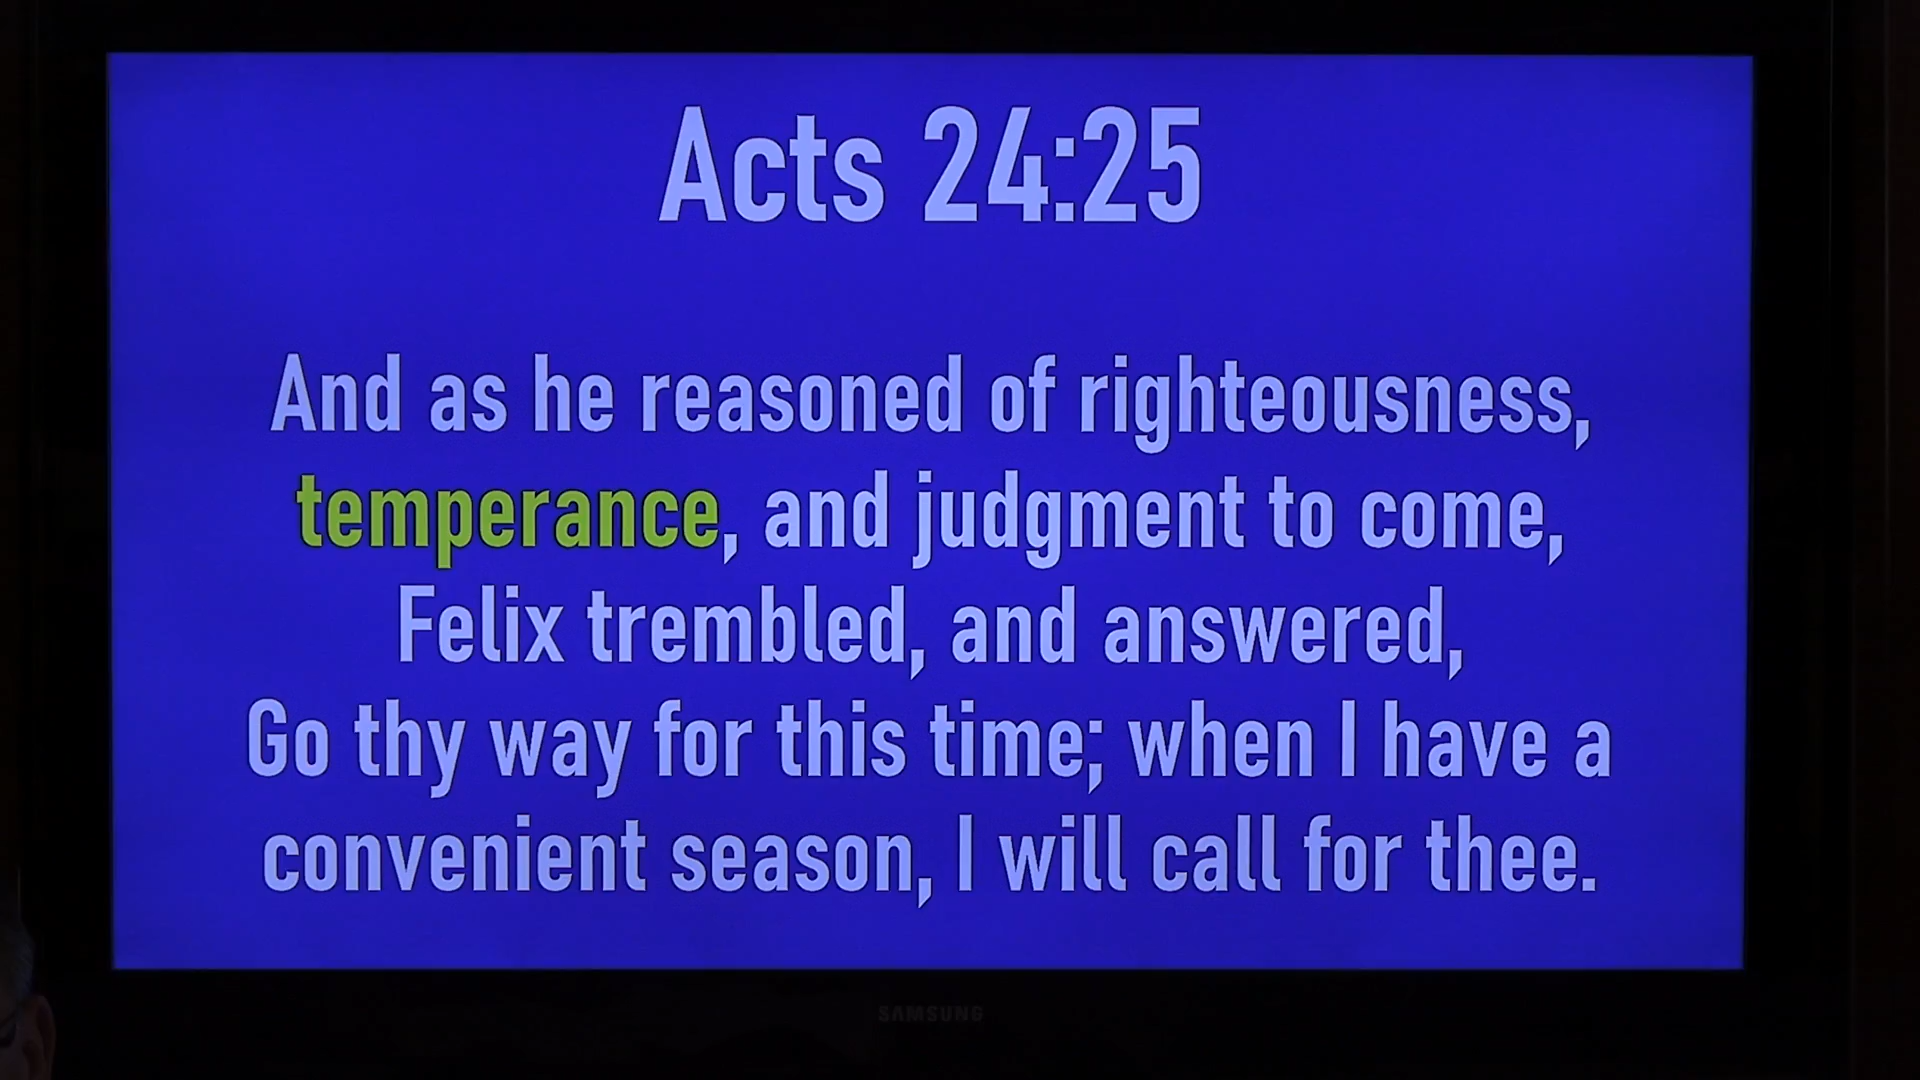 Acts 24:25
And as he reasoned of righteousness,
temperance, and judgment to come,
Felix trembled, and answered,
Go thy way for this time; when I have a
convenient season, I will call for thee.
SAMSUNG